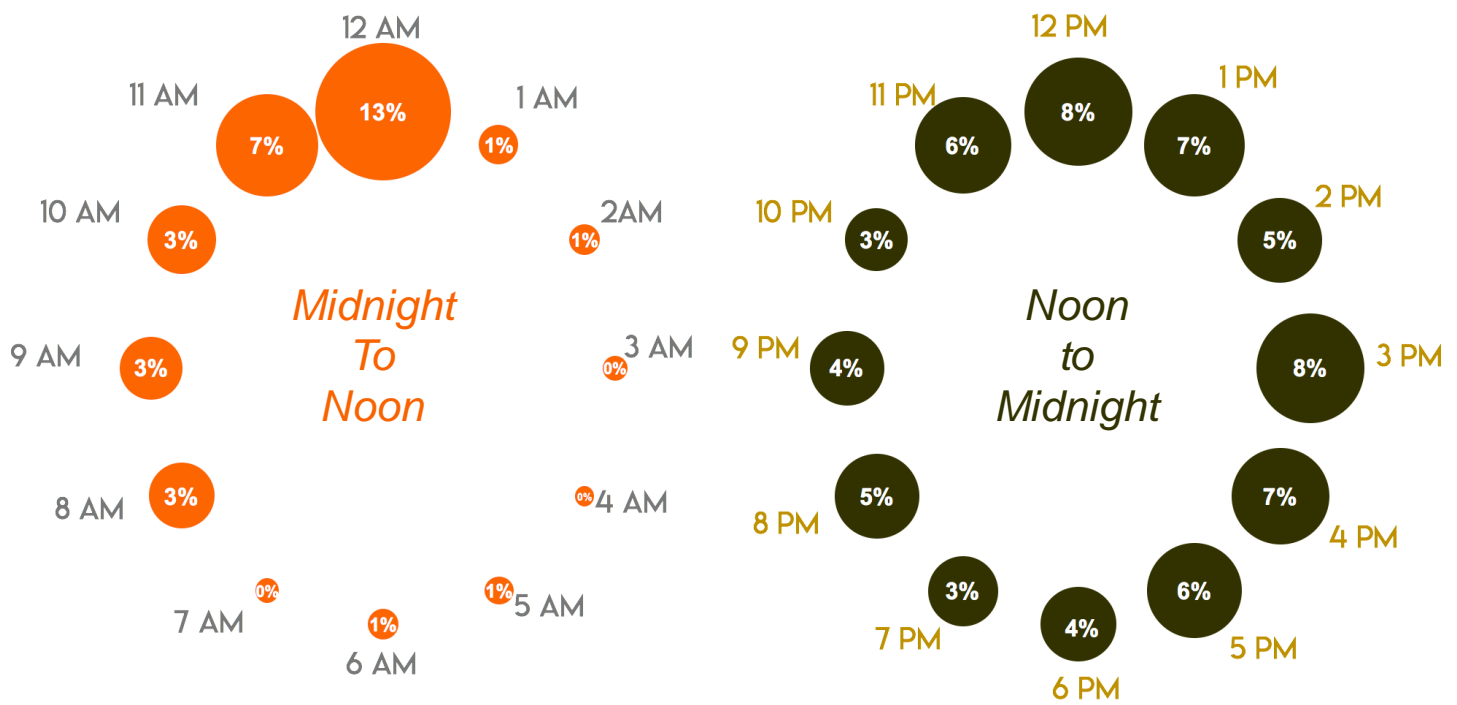 12 AM
13%
1 AM
1%
2AM
1%
3 AM
0%
4 AM
0%
5 AM
1%
6 AM
1%
7 AM
0%
8 AM
3%
9 AM
3%
10 AM
3%
11 AM
7%
Midnight
To
Noon
12 PM
8%
1 PM
7%
2 PM
5%
3 PM
8%
4 PM
7%
5 PM
6%
6 PM
4%
7 PM
3%
8 PM
5%
9 PM
4%
10 PM
3%
11 PM
6%
Noon
to
Midnight